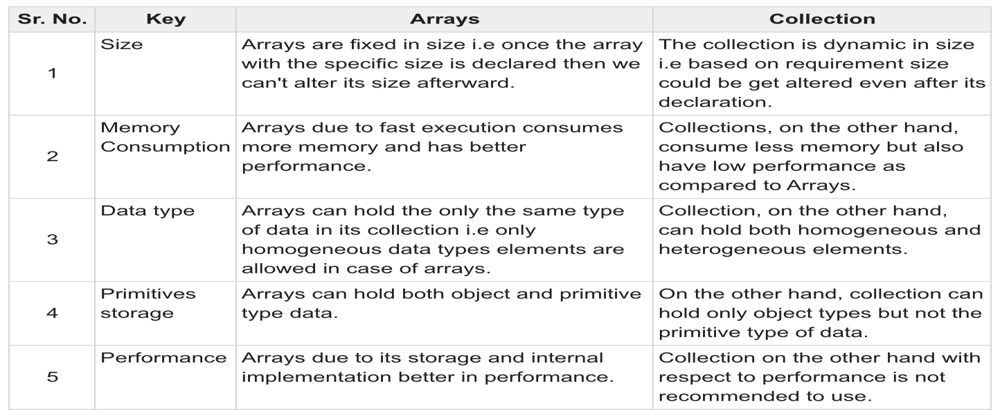 Sr. No. Key Arrays Collection
1
Size
Arrays are fixed in size i.e once the array
with the specific size is declared then we
can't alter its size afterward.
The collection is dynamic in size
i.e based on requirement size
could be get altered even after its
declaration.
2
Memory
Consumption
Arrays due to fast execution consumes
more memory and has better
performance.
Collections, on the other hand,
consume less memory but also
have low performance as
compared to Arrays.
3
Data type
Arrays can hold the only the same type
of data in its collection i.e only
homogeneous data types elements are
allowed in case of arrays.
Collection, on the other hand,
can hold both homogeneous and
heterogeneous elements.
4
Primitives
storage
Arrays can hold both object and primitive
type data.
On the other hand, collection can
hold only object types but not the
primitive type of data.
5
Performance
Arrays due to its storage and internal
implementation better in performance.
Collection on the other hand with
respect to performance is not
recommended to use.